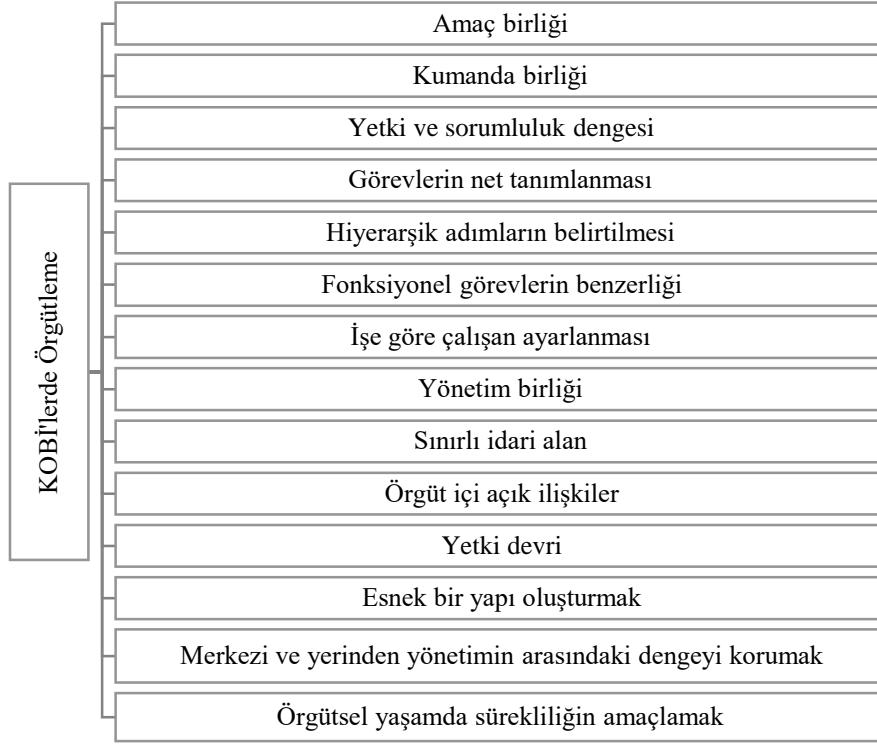 KOBİ'lerde Örgütleme
Amaç birliği
Kumanda birliği
Yetki ve sorumluluk dengesi
Görevlerin net tanımlanması
Hiyerarşik adımların belirtilmesi
Fonksiyonel görevlerin benzerliği
İşe göre çalışan ayarlanması
Yönetim birliği
Sınırlı idari alan
Örgüt içi açık ilişkiler
Yetki devri
Esnek bir yapı oluşturmak
Merkezi ve yerinden yönetimin arasındaki dengeyi korumak
Örgütsel yaşamda sürekliliğin amaçlamak